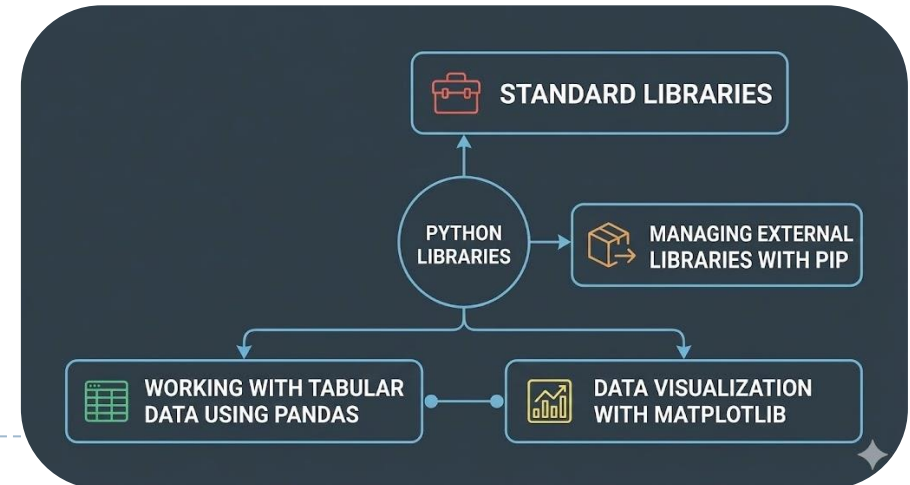 STANDARD LIBRARIES
PYTHON
LIBRARIES
MANAGING EXTERNAL
LIBRARIES WITH PIP
WORKING WITH TABULAR
DATA USING PANDAS
DATA VISUALIZATION
WITH MATPLOTLIB